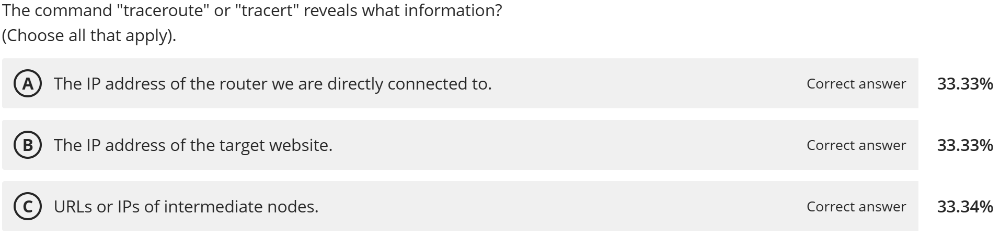 The command "traceroute" or "tracert" reveals what information?
(Choose all that apply).
A The IP address of the router we are directly connected to. Correct answer 33.33%
B The IP address of the target website. Correct answer 33.33%
C URLs or IPs of intermediate nodes. Correct answer 33.34%